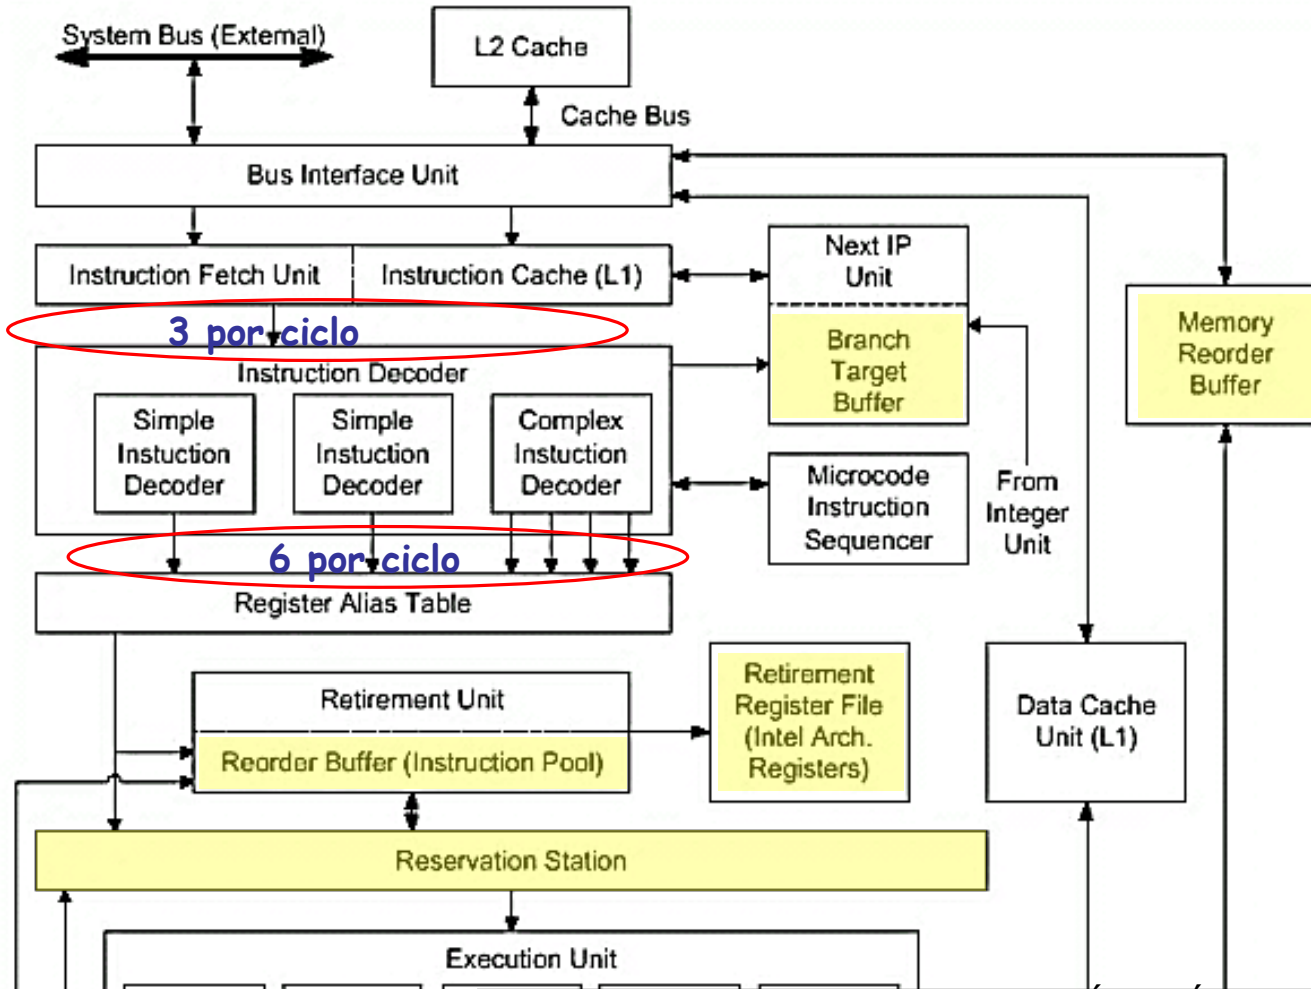 System Bus (External)
L2 Cache
Cache Bus
Bus Interface Unit
Instruction Fetch Unit
Instruction Cache (L1)
Next IP
Unit
Branch
Target
Buffer
Memory
Reorder
Buffer
3 por ciclo
Instruction Decoder
Simple
Instuction
Decoder
Simple
Instuction
Decoder
Complex
Instuction
Decoder
Microcode
Instruction
Sequencer
From
Integer
Unit
6 por ciclo
Register Alias Table
Retirement Unit
Reorder Buffer (Instruction Pool)
Retirement
Register File
(Intel Arch.
Registers)
Data Cache
Unit (L1)
Reservation Station
Execution Unit